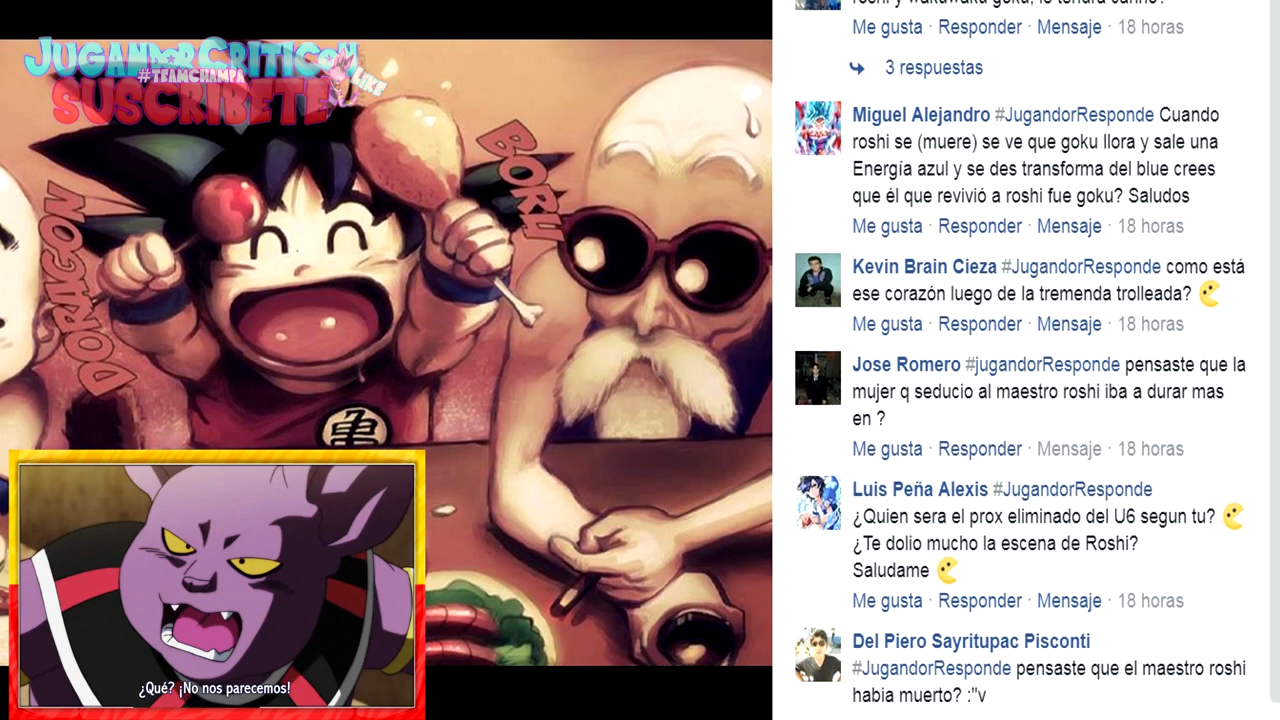 JUGANDORCRITICON
#TEAMCHAMPA
LIKE
SUSCRIBETE
DORAGON
BORU
¿Qué? ¡No nos parecemos!
Me gusta · Responder · Mensaje · 18 horas
3 respuestas
Miguel Alejandro #JugandorResponde Cuando
roshi se (muere) se ve que goku llora y sale una
Energía azul y se des transforma del blue crees
que él que revivió a roshi fue goku? Saludos
Me gusta · Responder · Mensaje · 18 horas
Kevin Brain Cieza #JugandorResponde como está
ese corazón luego de la tremenda trolleada?
Me gusta · Responder · Mensaje · 18 horas
Jose Romero #jugandorResponde pensaste que la
mujer q seducio al maestro roshi iba a durar mas
en ?
Me gusta · Responder · Mensaje · 18 horas
Luis Peña Alexis #JugandorResponde
¿Quien sera el prox eliminado del U6 segun tu?
¿Te dolio mucho la escena de Roshi?
Saludame
Me gusta · Responder · Mensaje · 18 horas
Del Piero Sayritupac Pisconti
#JugandorResponde pensaste que el maestro roshi
habia muerto? :"v